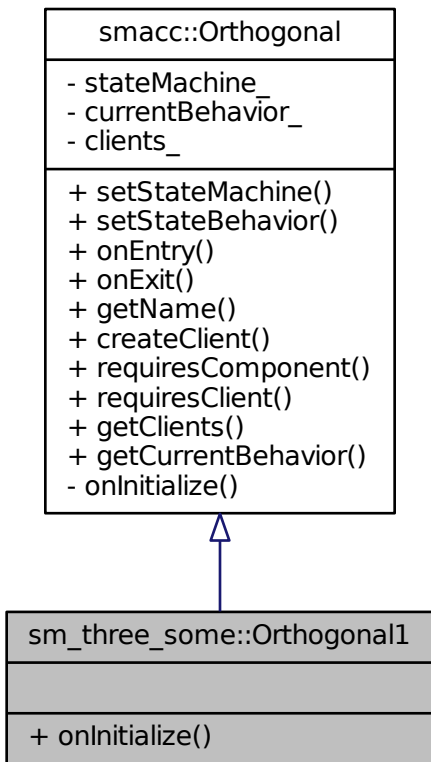 smacc::Orthogonal
- stateMachine_
- currentBehavior_
- clients_
+ setStateMachine()
+ setStateBehavior()
+ onEntry()
+ onExit()
+ getName()
+ createClient()
+ requiresComponent()
+ requiresClient()
+ getClients()
+ getCurrentBehavior()
- onInitialize()
sm_three_some::Orthogonal1
+ onInitialize()